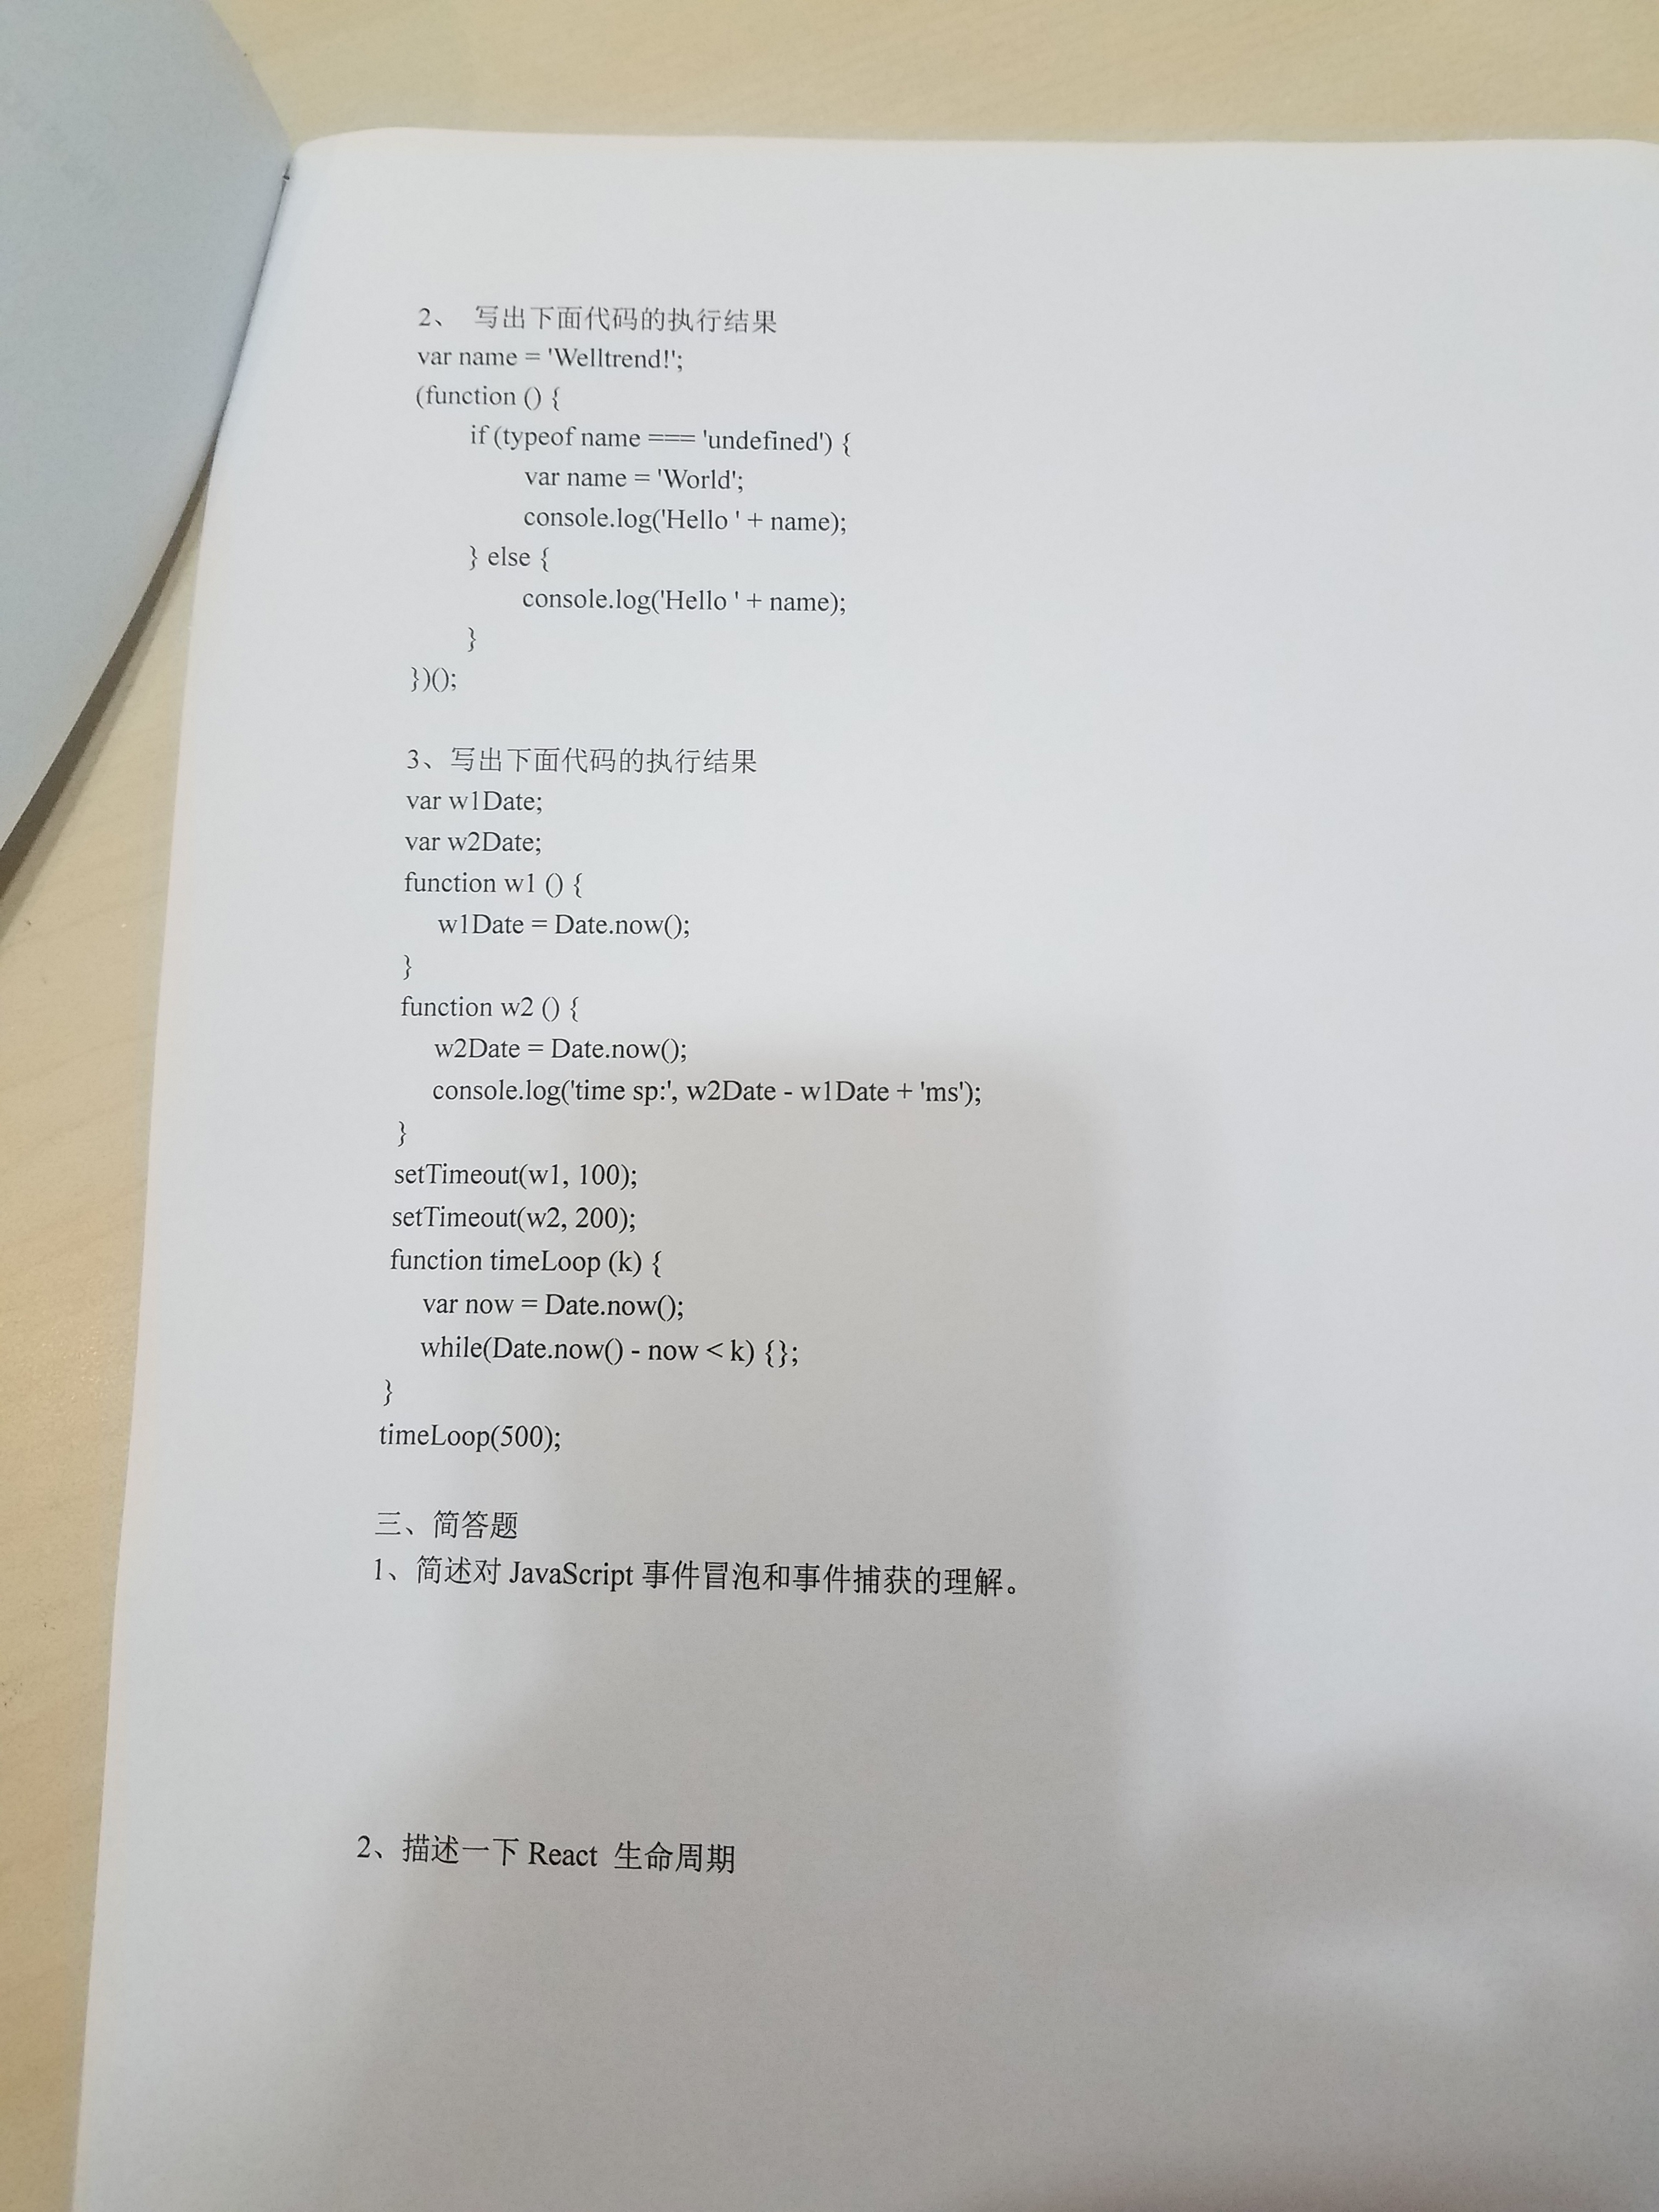 2、 写出下面代码的执行结果
var name = 'Welltrend!';
(function () {
if (typeof name === 'undefined') {
var name = 'World';
console.log('Hello ' + name);
} else {
console.log('Hello ' + name);
}
})();
3、写出下面代码的执行结果
var w1Date;
var w2Date;
function w1 () {
w1Date = Date.now();
}
function w2 () {
w2Date = Date.now();
console.log('time sp:', w2Date - w1Date + 'ms');
}
setTimeout(w1, 100);
setTimeout(w2, 200);
function timeLoop (k) {
var now = Date.now();
while(Date.now() - now < k) {};
}
timeLoop(500);
三、简答题
1、简述对 JavaScript 事件冒泡和事件捕获的理解。
2、描述一下 React 生命周期